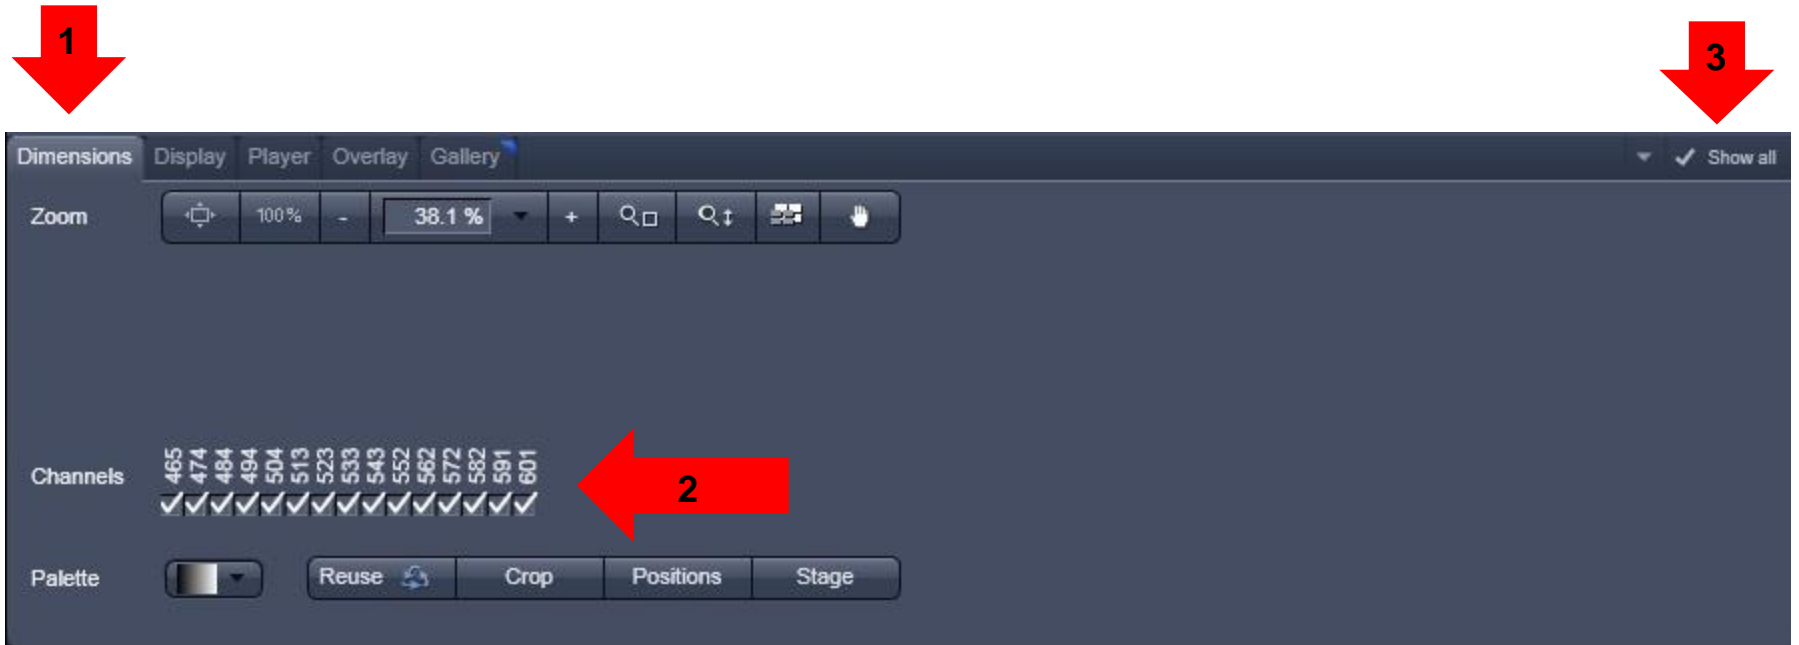 1
3
Dimensions Display Player Overlay Gallery Show all
Zoom 100% - 38.1 % +
Channels 465 474 484 494 504 513 523 533 543 552 562 572 582 591 601
2
Palette Reuse Crop Positions Stage